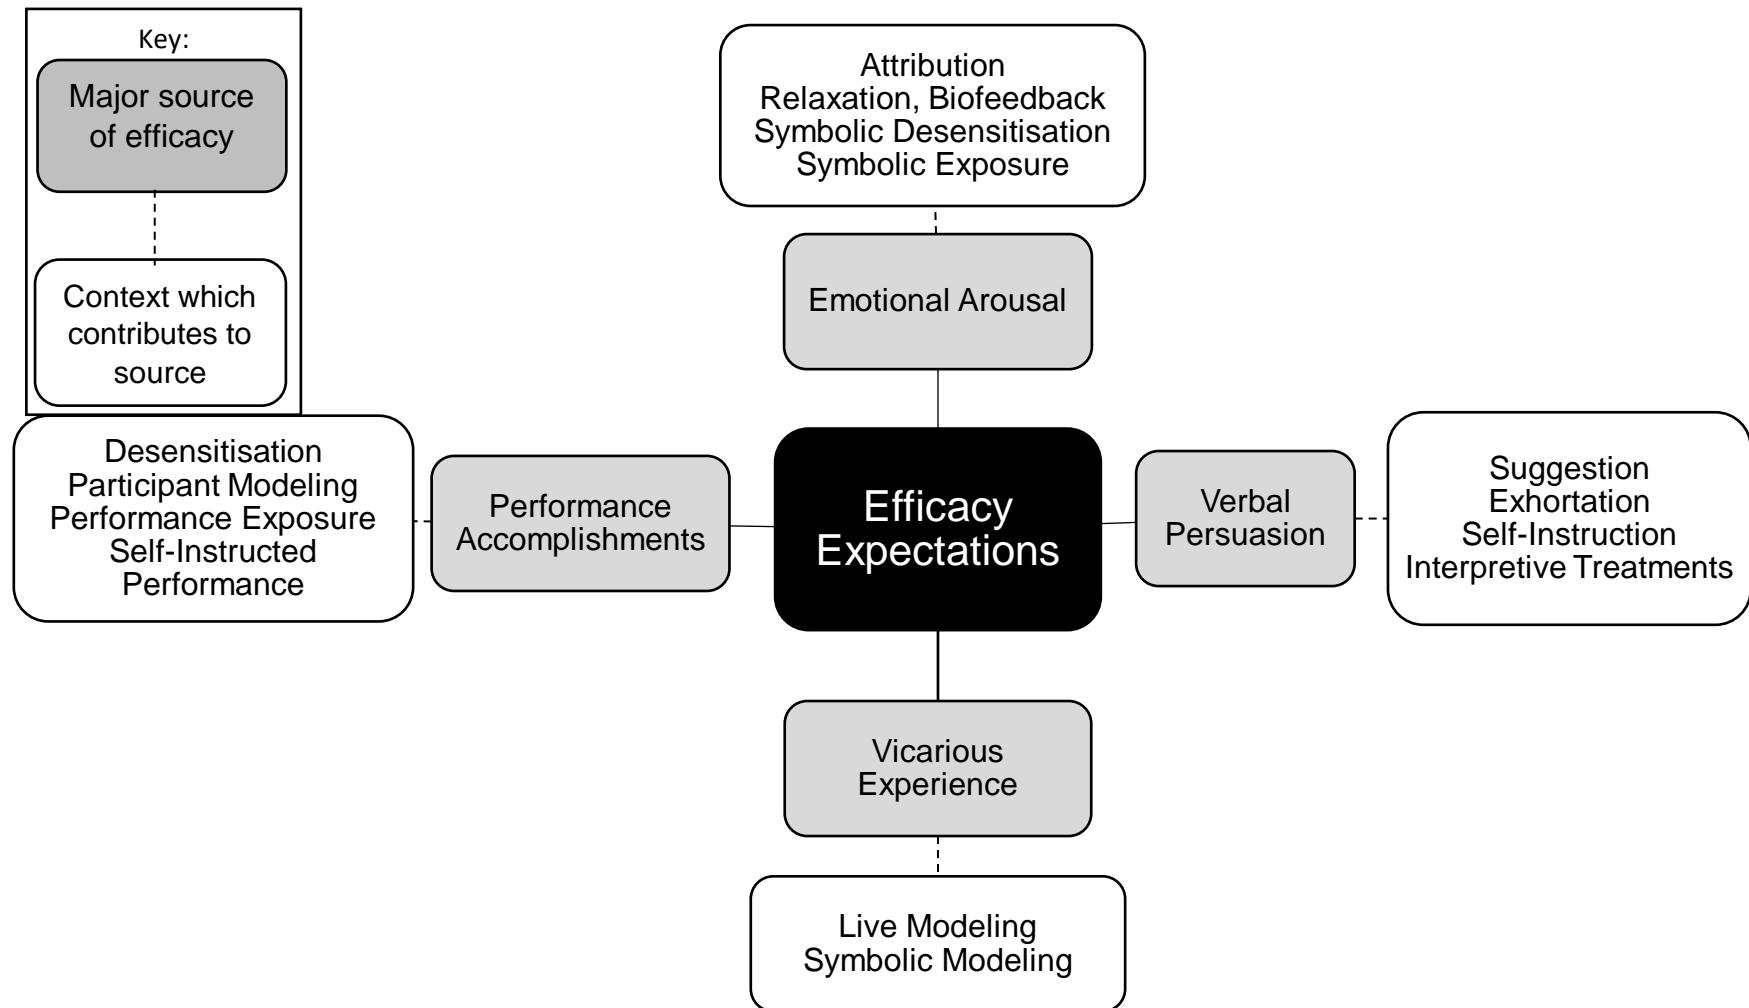 Key:
Major source
of efficacy
Context which
contributes to
source
Attribution
Relaxation, Biofeedback
Symbolic Desensitisation
Symbolic Exposure
Emotional Arousal
Desensitisation
Participant Modeling
Performance Exposure
Self-Instructed
Performance
Performance
Accomplishments
Efficacy
Expectations
Verbal
Persuasion
Suggestion
Exhortation
Self-Instruction
Interpretive Treatments
Vicarious
Experience
Live Modeling
Symbolic Modeling